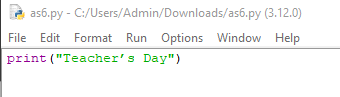 as6.py - C:/Users/Admin/Downloads/as6.py (3.12.0)
File Edit Format Run Options Window Help
print("Teacher’s Day")